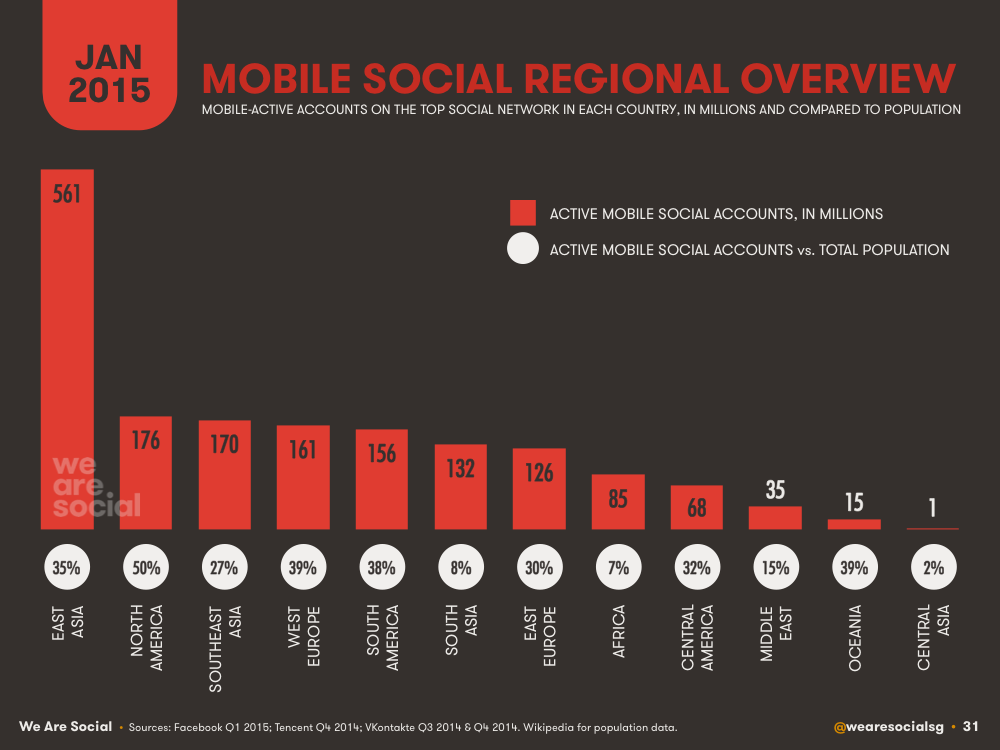 JAN
2015
MOBILE SOCIAL REGIONAL OVERVIEW
MOBILE-ACTIVE ACCOUNTS ON THE TOP SOCIAL NETWORK IN EACH COUNTRY, IN MILLIONS AND COMPARED TO POPULATION
ACTIVE MOBILE SOCIAL ACCOUNTS, IN MILLIONS
ACTIVE MOBILE SOCIAL ACCOUNTS vs. TOTAL POPULATION
561
176
170
161
156
132
126
85
68
35
15
1
we
are
social
35%
50%
27%
39%
38%
8%
30%
7%
32%
15%
39%
2%
EAST
ASIA
NORTH
AMERICA
SOUTHEAST
ASIA
WEST
EUROPE
SOUTH
AMERICA
SOUTH
ASIA
EAST
EUROPE
AFRICA
CENTRAL
AMERICA
MIDDLE
EAST
OCEANIA
CENTRAL
ASIA
We Are Social • Sources: Facebook Q1 2015; Tencent Q4 2014; VKontakte Q3 2014 & Q4 2014. Wikipedia for population data.
@wearesocialsg • 31